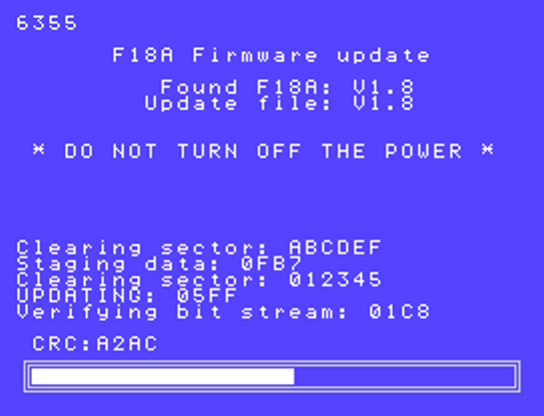 6355
F18A Firmware update
Found F18A: V1.8
Update file: V1.8
* DO NOT TURN OFF THE POWER *
Clearing sector: ABCDEF
Staging data: 0FB7
Clearing sector: 012345
UPDATING: 05FF
Verifying bit stream: 01C8
CRC:A2AC